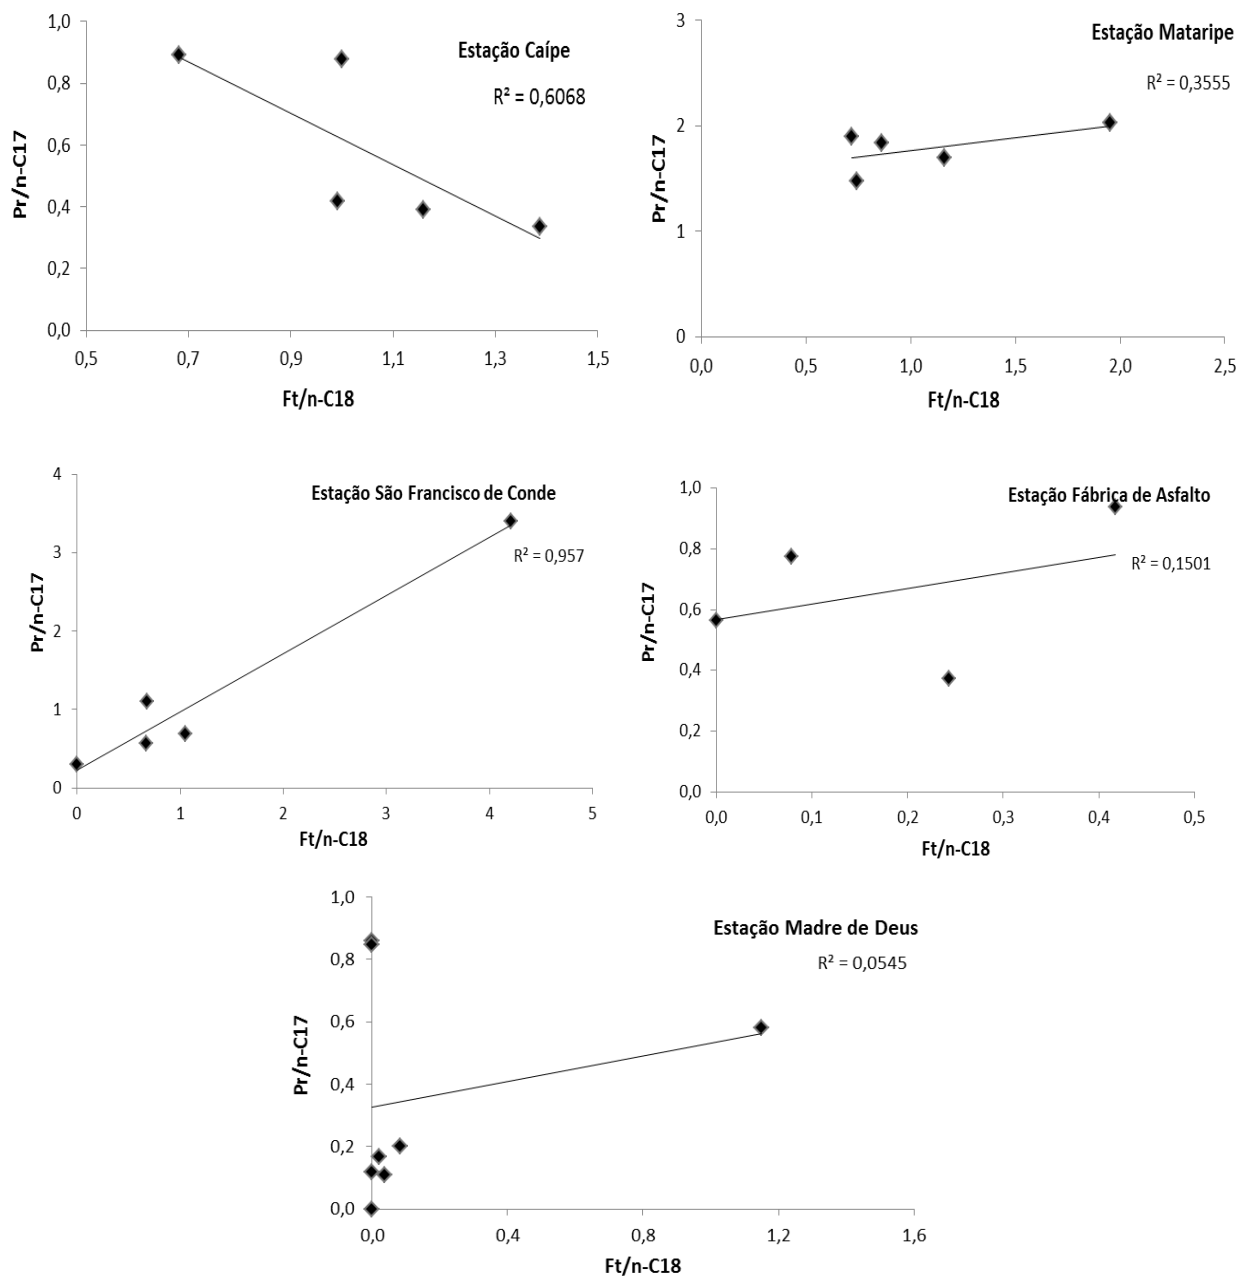 Estação Caípe
R² = 0,6068
Pr/n-C17
1,0
0,8
0,6
0,4
0,2
0,0
0,5 0,7 0,9 1,1 1,3 1,5
Ft/n-C18
Estação Mataripe
R² = 0,3555
Pr/n-C17
3
2
1
0
0,0 0,5 1,0 1,5 2,0 2,5
Ft/n-C18
Estação São Francisco de Conde
R² = 0,957
Pr/n-C17
4
3
2
1
0
0 1 2 3 4 5
Ft/n-C18
Estação Fábrica de Asfalto
R² = 0,1501
Pr/n-C17
1,0
0,8
0,6
0,4
0,2
0,0
0,0 0,1 0,2 0,3 0,4 0,5
Ft/n-C18
Estação Madre de Deus
R² = 0,0545
Pr/n-C17
1,0
0,8
0,6
0,4
0,2
0,0
0,0 0,4 0,8 1,2 1,6
Ft/n-C18